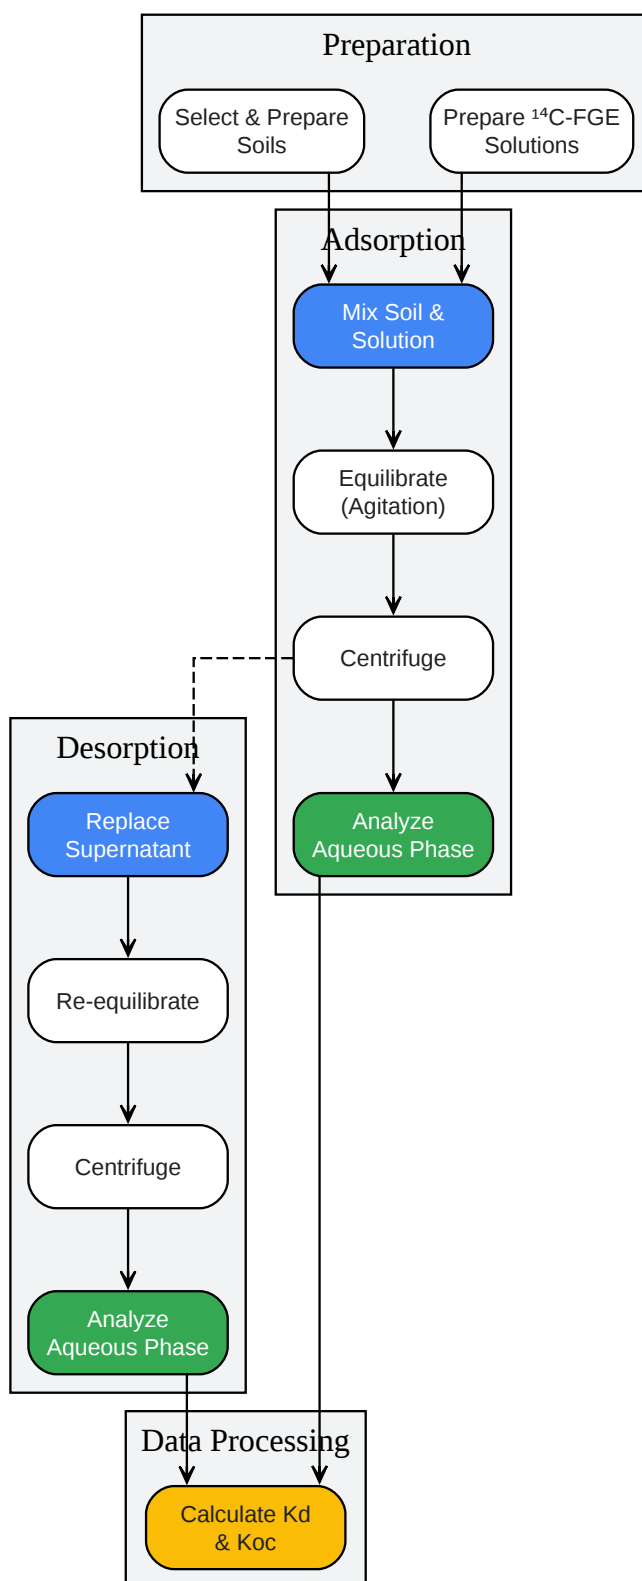 Preparation
Select & Prepare
Soils
Prepare ¹⁴C-FGE
Solutions
Adsorption
Mix Soil &
Solution
Equilibrate
(Agitation)
Centrifuge
Analyze
Aqueous Phase
Desorption
Replace
Supernatant
Re-equilibrate
Centrifuge
Analyze
Aqueous Phase
Data Processing
Calculate Kd
& Koc